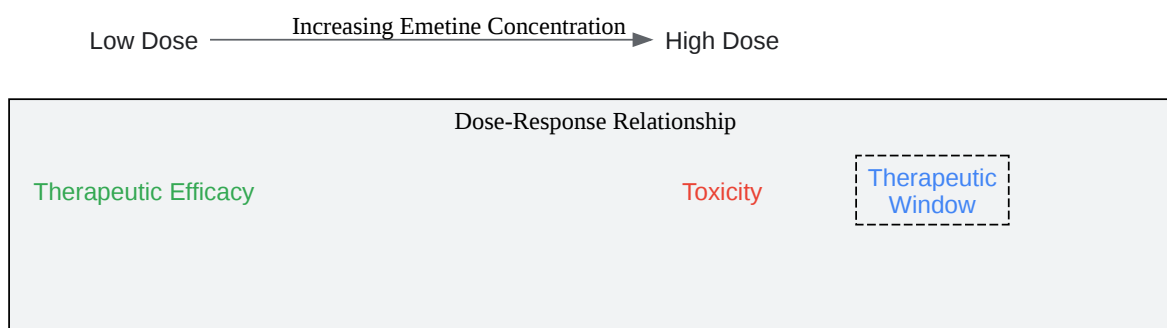 Increasing Emetine Concentration
Low Dose
High Dose
Dose-Response Relationship
Therapeutic Efficacy
Toxicity
Therapeutic
Window